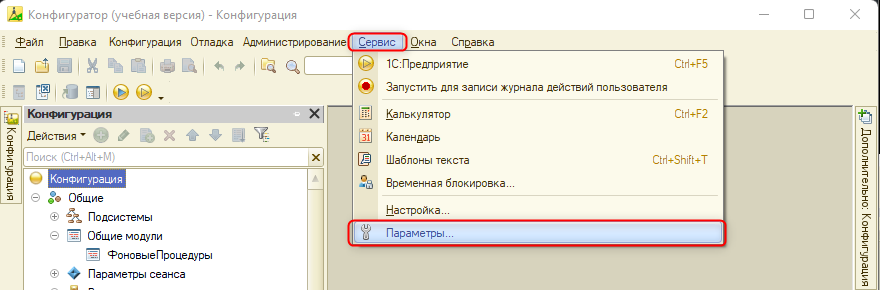 Конфигуратор (учебная версия) - Конфигурация
Файл Правка Конфигурация Отладка Администрирование Сервис Окна Справка
1С:Предприятие Ctrl+F5
Запустить для записи журнала действий пользователя
Калькулятор Ctrl+F2
Календарь
Шаблоны текста Ctrl+Shift+T
Временная блокировка...
Настройка...
Параметры...
Конфигурация
Конфигурация
Действия
Поиск (Ctrl+Alt+M)
Конфигурация
Общие
Подсистемы
Общие модули
ФоновыеПроцедуры
Параметры сеанса
Дополнительно: Конфигурация